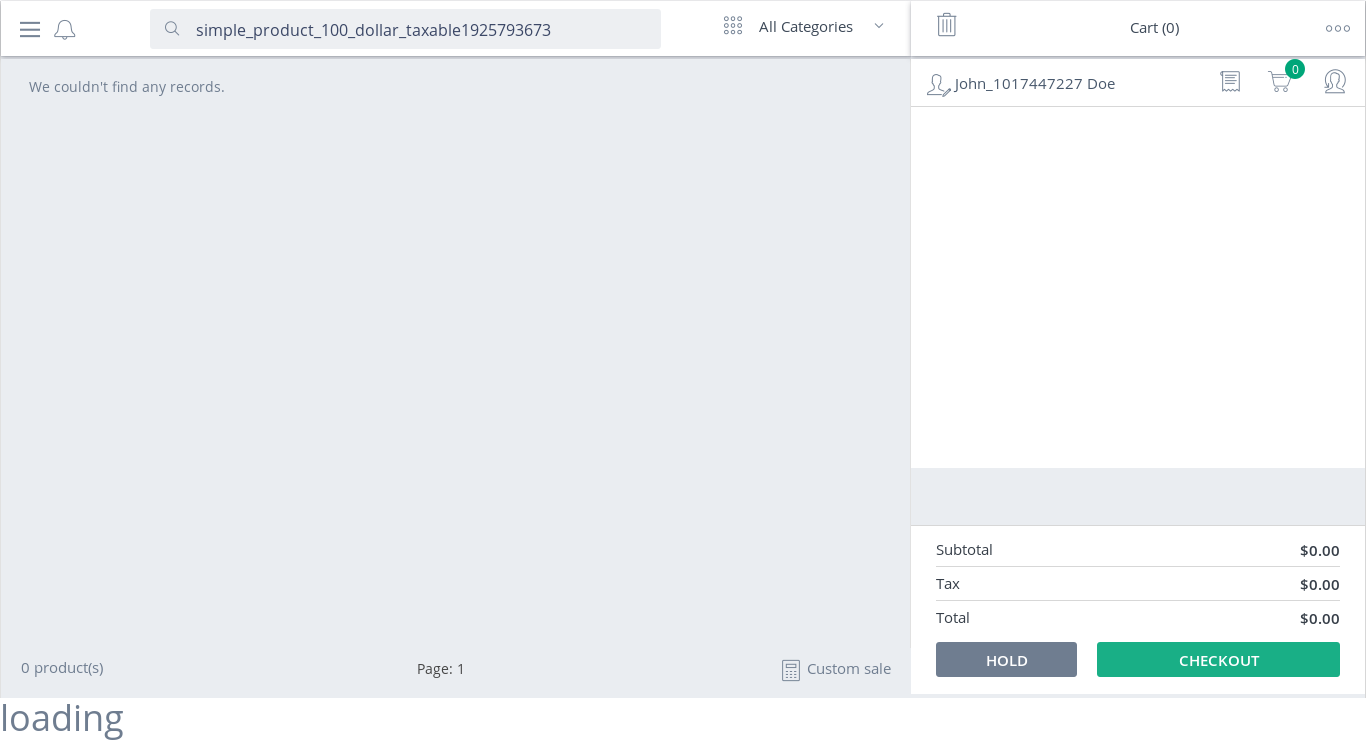 simple_product_100_dollar_taxable1925793673
All Categories
Cart (0)
We couldn't find any records.
John_1017447227 Doe
0
Subtotal
$0.00
Tax
$0.00
Total
$0.00
HOLD
CHECKOUT
0 product(s)
Page: 1
Custom sale
loading